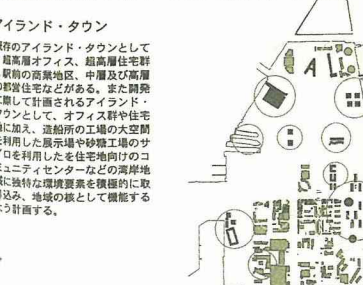 アイランド・タウン
既存のアイランド・タウンとして
、超高層オフィス、超高層住宅群
、駅前の商業地区、中層及び高層
の都営住宅などがある。また開発
に際して計画されるアイランド・
タウンとして、オフィス群や住宅
に加え、造船所の工場の大空間
を利用した展示場や砂糖工場のサ
イロを利用したを住宅地向けのコ
ミュニティセンターなどの湾岸地
域に独特な環境要素を積極的に取
り込み、地域の核として機能する
よう計画する。